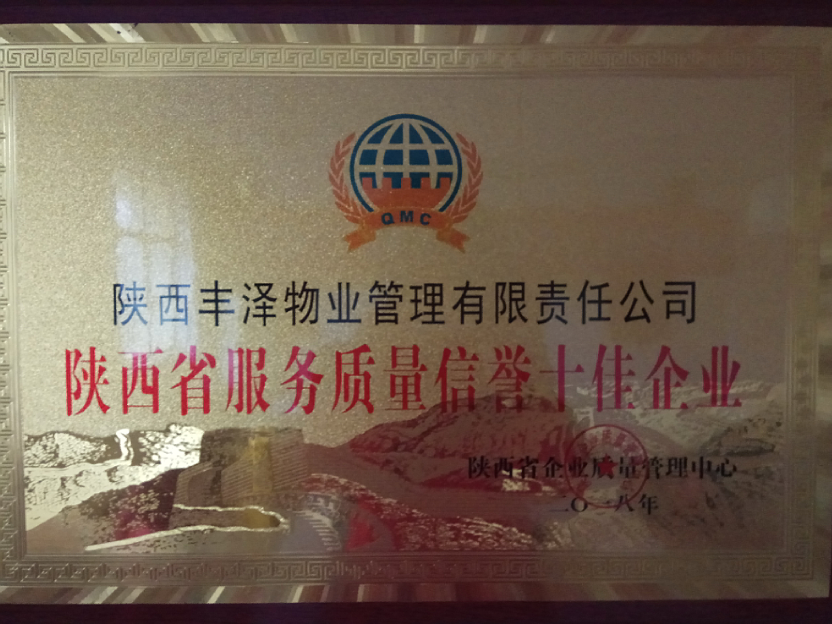 QMC
陕西丰泽物业管理有限责任公司
陕西省服务质量信誉十佳企业
陕西省企业质量管理中心
二〇一八年